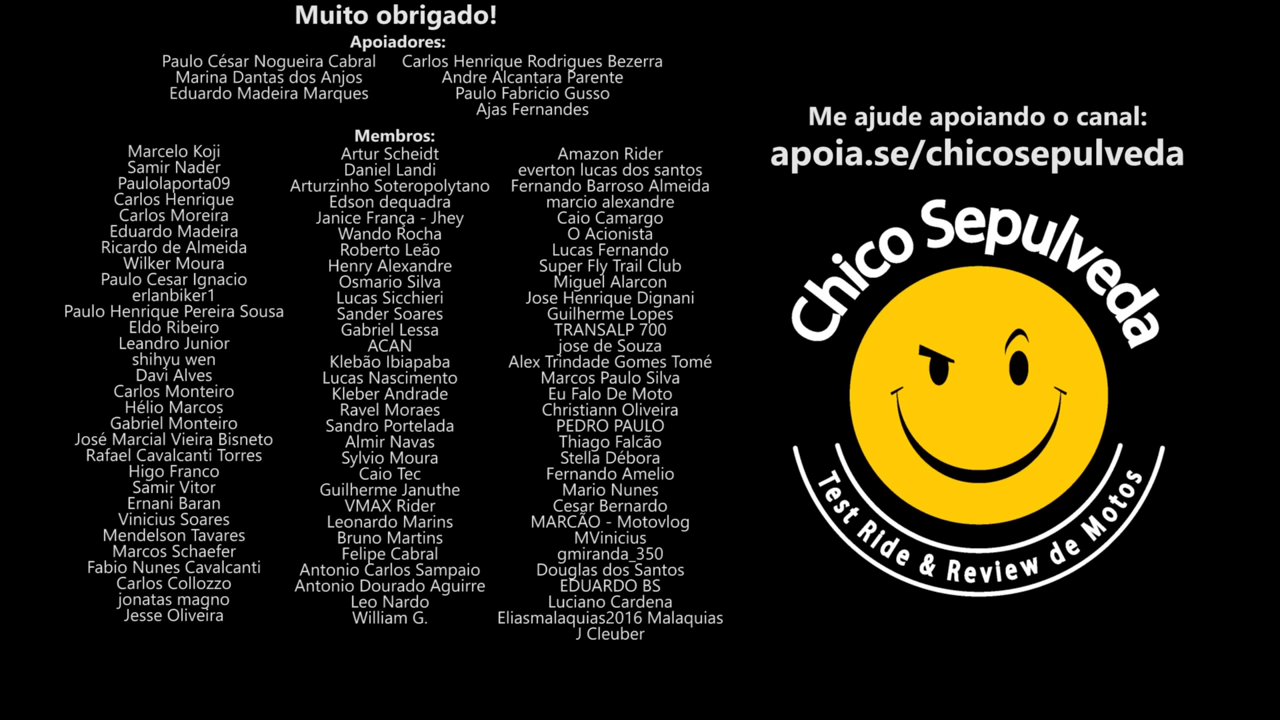 Muito obrigado!
Apoiadores:
Paulo César Nogueira Cabral
Marina Dantas dos Anjos
Eduardo Madeira Marques
Carlos Henrique Rodrigues Bezerra
Andre Alcantara Parente
Paulo Fabricio Gusso
Ajas Fernandes
Membros:
Marcelo Koji
Samir Nader
Paulolaporta09
Carlos Henrique
Carlos Moreira
Eduardo Madeira
Ricardo de Almeida
Wilker Moura
Paulo Cesar Ignacio
erlanbiker1
Paulo Henrique Pereira Sousa
Eldo Ribeiro
Leandro Junior
shihyu wen
Davi Alves
Carlos Monteiro
Hélio Marcos
Gabriel Monteiro
José Marcial Vieira Bisneto
Rafael Cavalcanti Torres
Higo Franco
Samir Vitor
Ernani Baran
Vinicius Soares
Mendelson Tavares
Marcos Schaefer
Fabio Nunes Cavalcanti
Carlos Collozzo
jonatas magno
Jesse Oliveira
Artur Scheidt
Daniel Landi
Arturzinho Soteropolytano
Edson dequadra
Janice França - Jhey
Wando Rocha
Roberto Leão
Henry Alexandre
Osmario Silva
Lucas Sicchieri
Sander Soares
Gabriel Lessa
ACAN
Klebão Ibiapaba
Lucas Nascimento
Kleber Andrade
Ravel Moraes
Sandro Portelada
Almir Navas
Sylvio Moura
Caio Tec
Guilherme Januthe
VMAX Rider
Leonardo Marins
Bruno Martins
Felipe Cabral
Antonio Carlos Sampaio
Antonio Dourado Aguirre
Leo Nardo
William G.
Amazon Rider
everton lucas dos santos
Fernando Barroso Almeida
marcio alexandre
Caio Camargo
O Acionista
Lucas Fernando
Super Fly Trail Club
Miguel Alarcon
Jose Henrique Dignani
Guilherme Lopes
TRANSALP 700
jose de Souza
Alex Trindade Gomes Tomé
Marcos Paulo Silva
Eu Falo De Moto
Christiann Oliveira
PEDRO PAULO
Thiago Falcão
Stella Débora
Fernando Amelio
Mario Nunes
Cesar Bernardo
MARCÃO - Motovlog
MVinicius
gmiranda_350
Douglas dos Santos
EDUARDO BS
Luciano Cardena
Eliasmalaquias2016 Malaquias
J Cleuber
Me ajude apoiando o canal:
apoia.se/chicosepulveda
Chico Sepulveda
Test Ride & Review de Motos